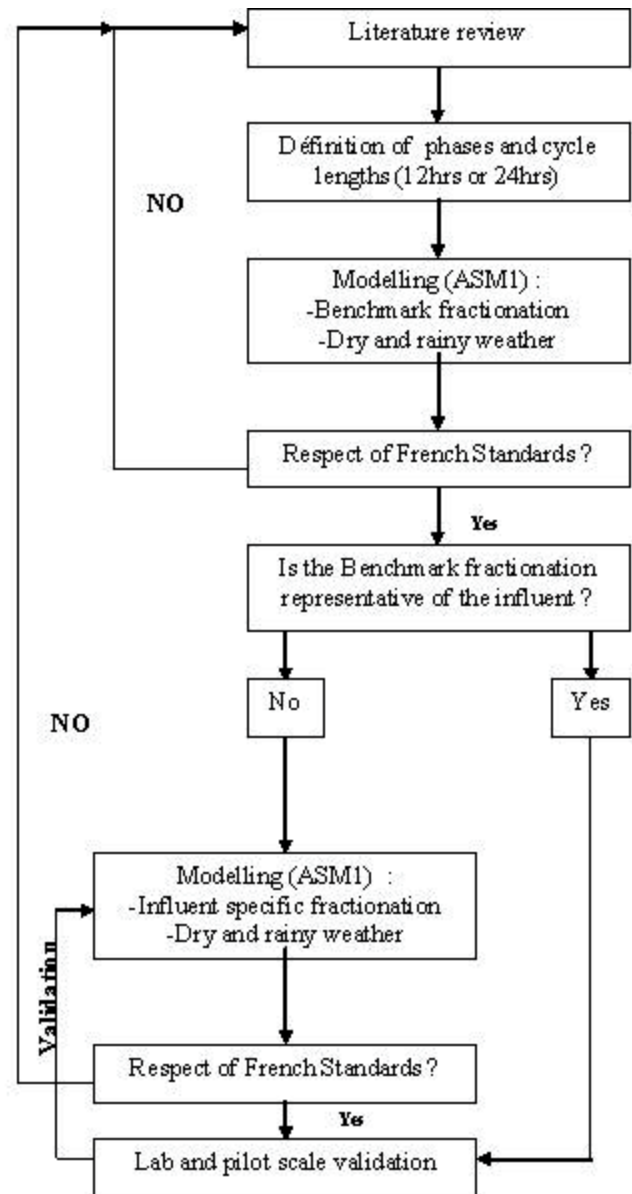 Literature review
Définition of phases and cycle
lengths (12hrs or 24hrs)
NO
Modelling (ASM1) :
-Benchmark fractionation
-Dry and rainy weather
Respect of French Standards ?
Yes
Is the Benchmark fractionation
representative of the influent ?
No
Yes
NO
Modelling (ASM1) :
-Influent specific fractionation
-Dry and rainy weather
Validation
Respect of French Standards ?
Yes
Lab and pilot scale validation